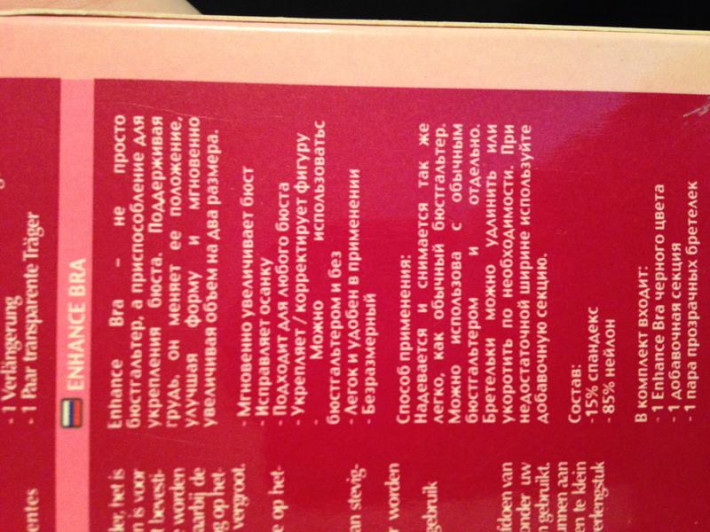 - 1 Verlängerung
- 1 Paar transparente Träger
ENHANCE BRA
Enhance Bra – не просто
бюстгальтер, а приспособление для
укрепления бюста. Поддерживая
грудь, он меняет ее положение,
улучшая форму и мгновенно
увеличивая объем на два размера.
- Мгновенно увеличивает бюст
- Исправляет осанку
- Подходит для любого бюста
- Укрепляет / корректирует фигуру
- Можно использоватьс
бюстгальтером и без
- Легок и удобен в применении
- Безразмерный
Способ применения:
Надевается и снимается так же
легко, как обычный бюстгальтер.
Можно использова с обычным
бюстгальтером и отдельно.
Бретельки можно удлинить или
укоротить по необходимости. При
недостаточной ширине используйте
добавочную секцию.
Состав:
- 15% спандекс
- 85% нейлон
В комплект входит:
- 1 Enhance Bra черного цвета
- 1 добавочная секция
- 1 пара прозрачных бретелек